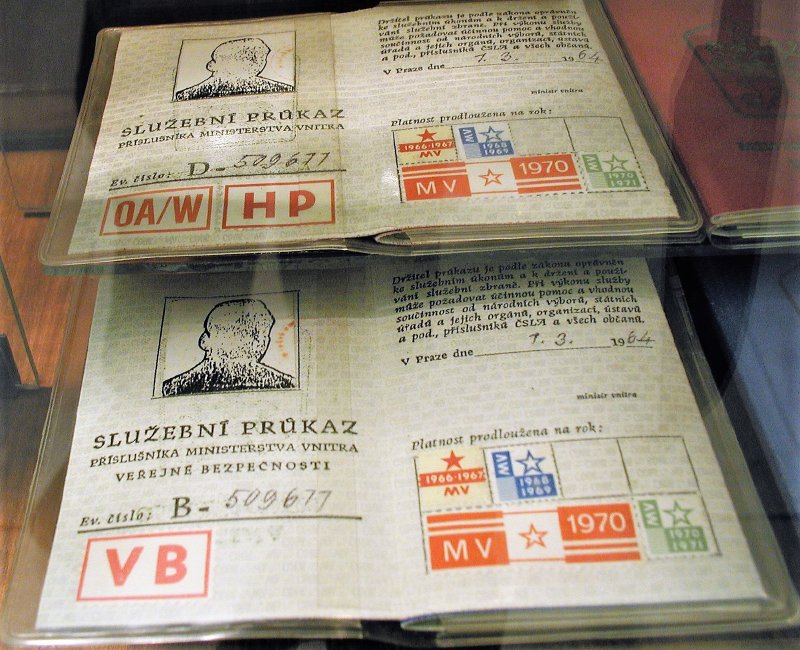 SLUŽEBNÍ PRŮKAZ
PŘÍSLUŠNÍKA MINISTERSTVA VNITRA
Ev. číslo: D - 509677
OA/W HP
Držitel průkazu je podle zákona oprávněn
ke služebním úkonům a k držení a použí-
vání služební zbraně. Při výkonu služby
může požadovat účinnou pomoc a vhodnou
součinnost od národních výborů, státních
úřadů a jejich orgánů, organizací, ústavů
a pod., příslušníků ČSLA a všech občanů.
V Praze dne 1. 3. 1964
ministr vnitra
Platnost prodloužena na rok:
1966-1967
MV
MV
1968
1969
MV 1970
MV
1970
1971
SLUŽEBNÍ PRŮKAZ
PŘÍSLUŠNÍKA MINISTERSTVA VNITRA
VEŘEJNÉ BEZPEČNOSTI
Ev. číslo: B - 509677
VB
Držitel průkazu je podle zákona oprávněn
ke služebním úkonům a k držení a použí-
vání služební zbraně. Při výkonu služby
může požadovat účinnou pomoc a vhodnou
součinnost od národních výborů, státních
úřadů a jejich orgánů, organizací, ústavů
a pod., příslušníků ČSLA a všech občanů.
V Praze dne 1. 3. 1964
ministr vnitra
Platnost prodloužena na rok:
1966-1967
MV
MV
1968
1969
MV 1970
MV
1970
1971